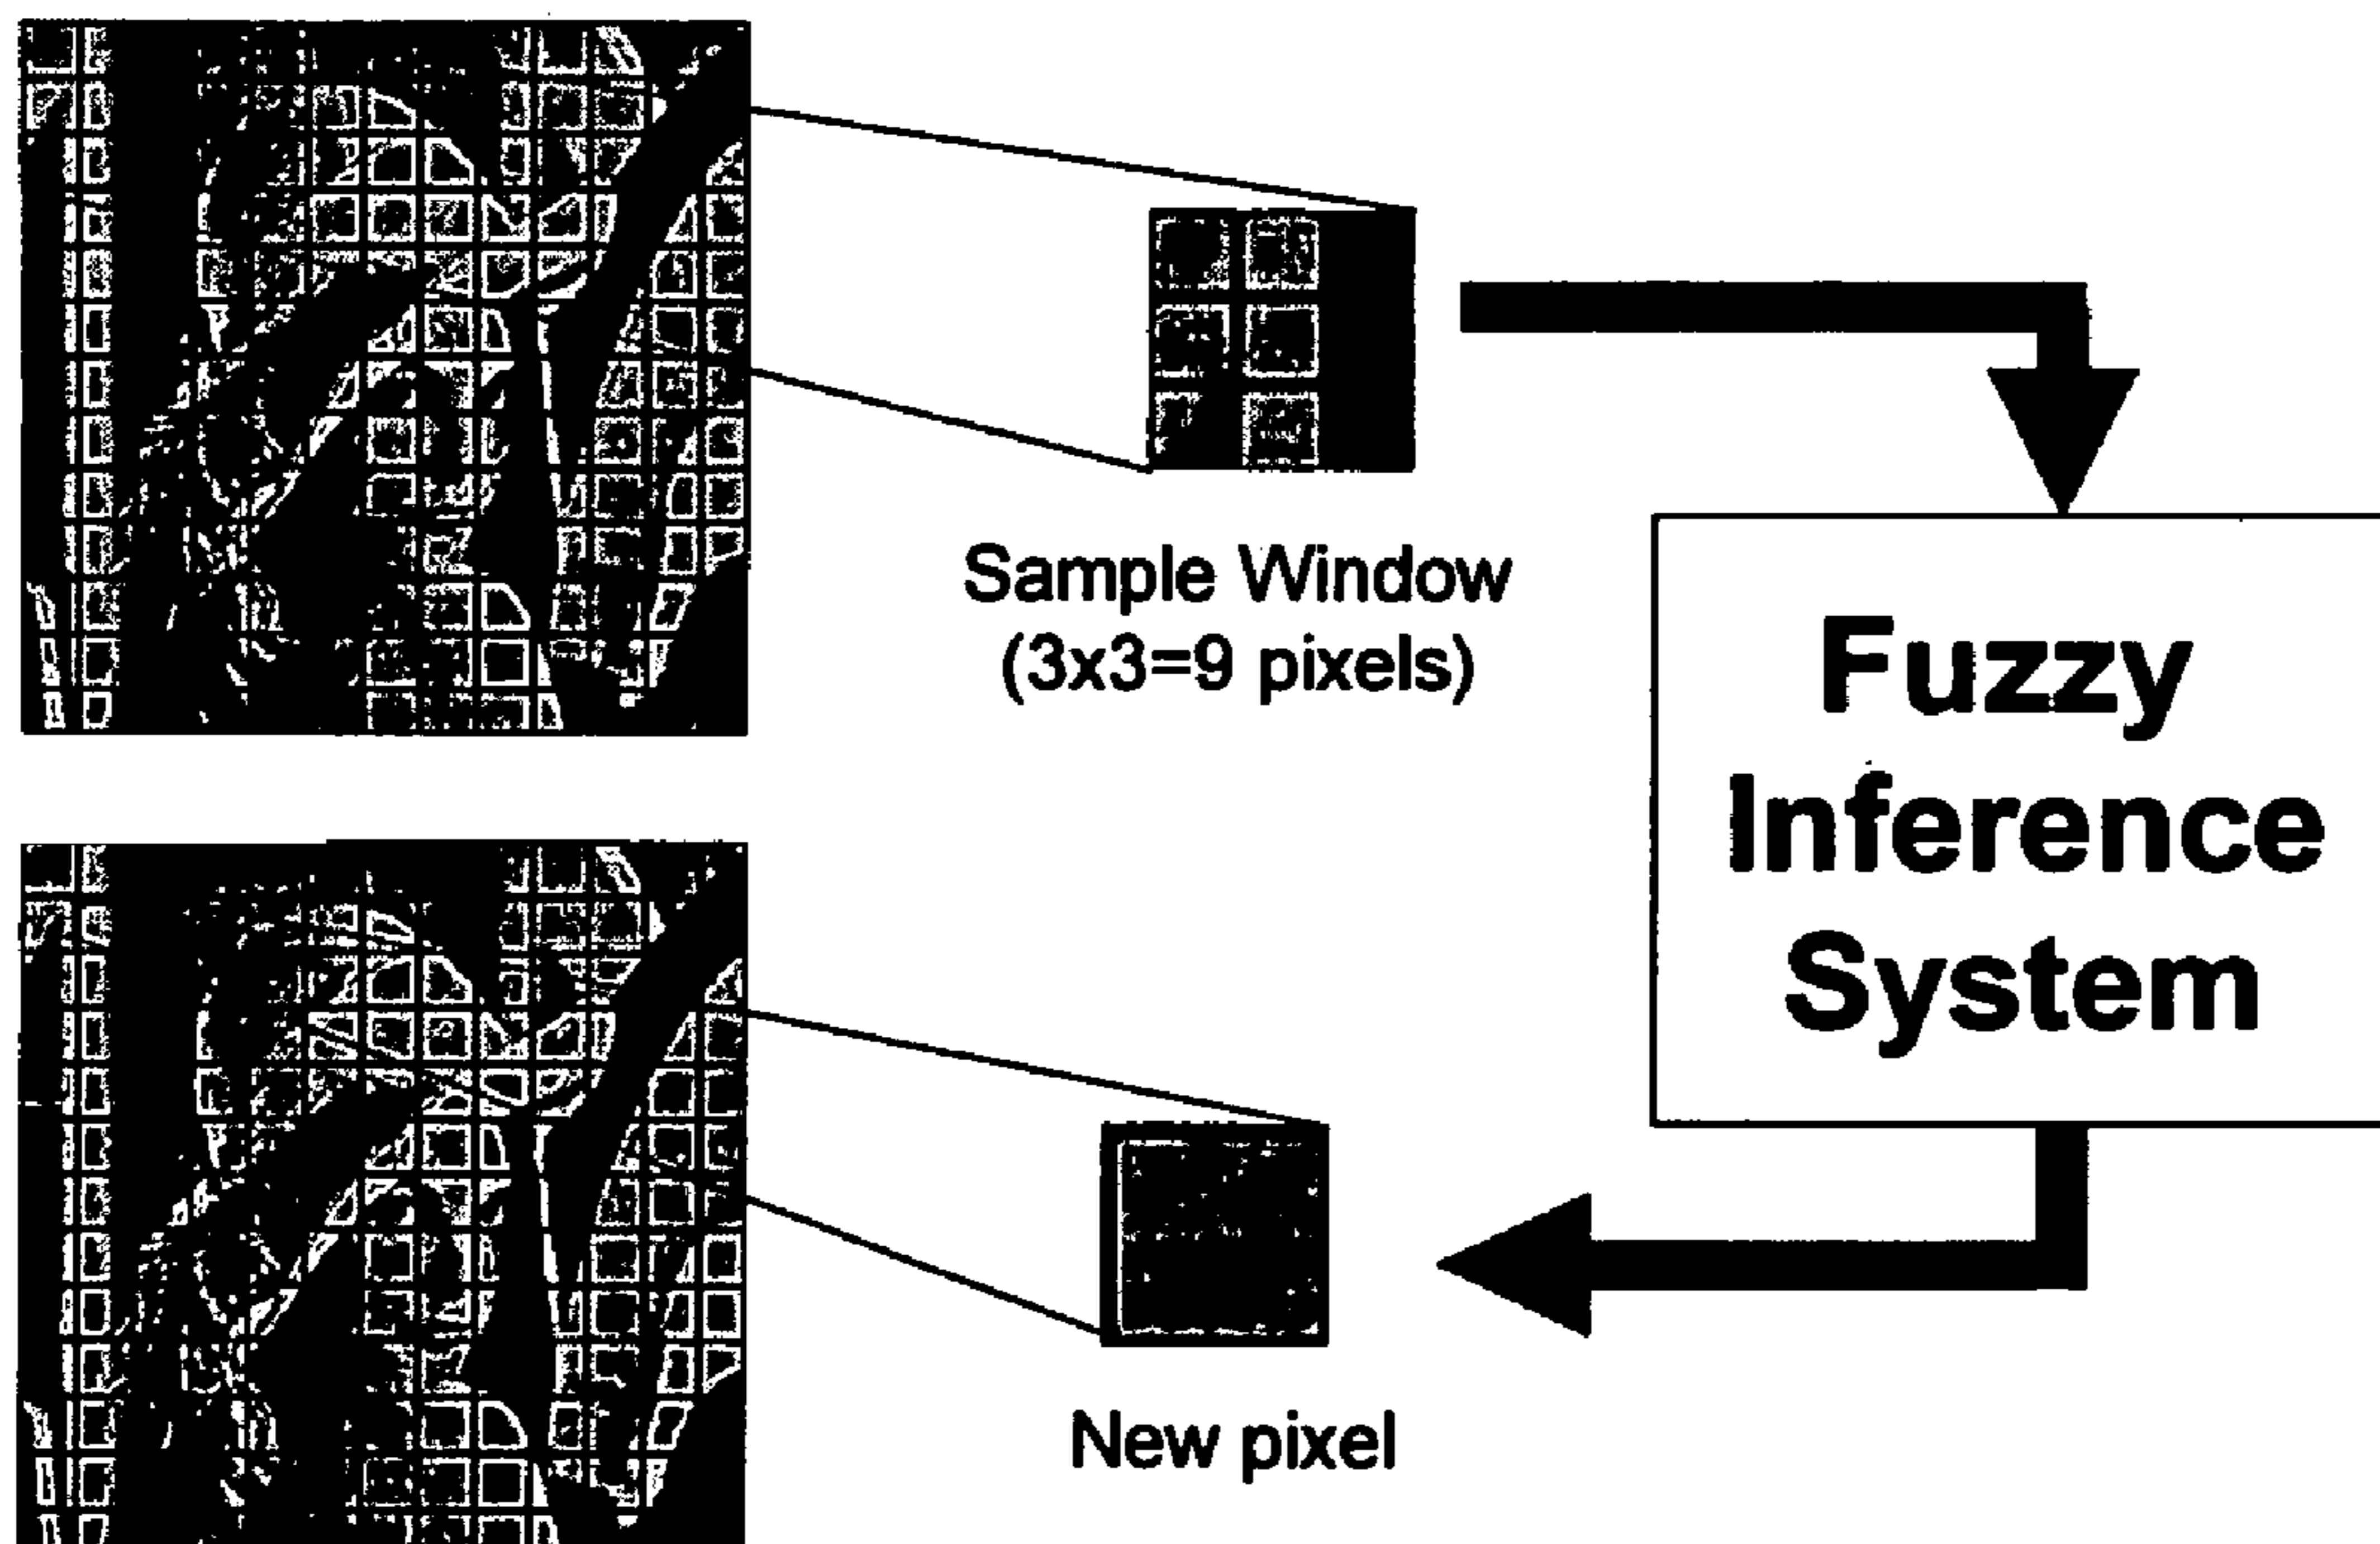 Sample Window
(3x3=9 pixels)
Fuzzy
Inference
System
New pixel